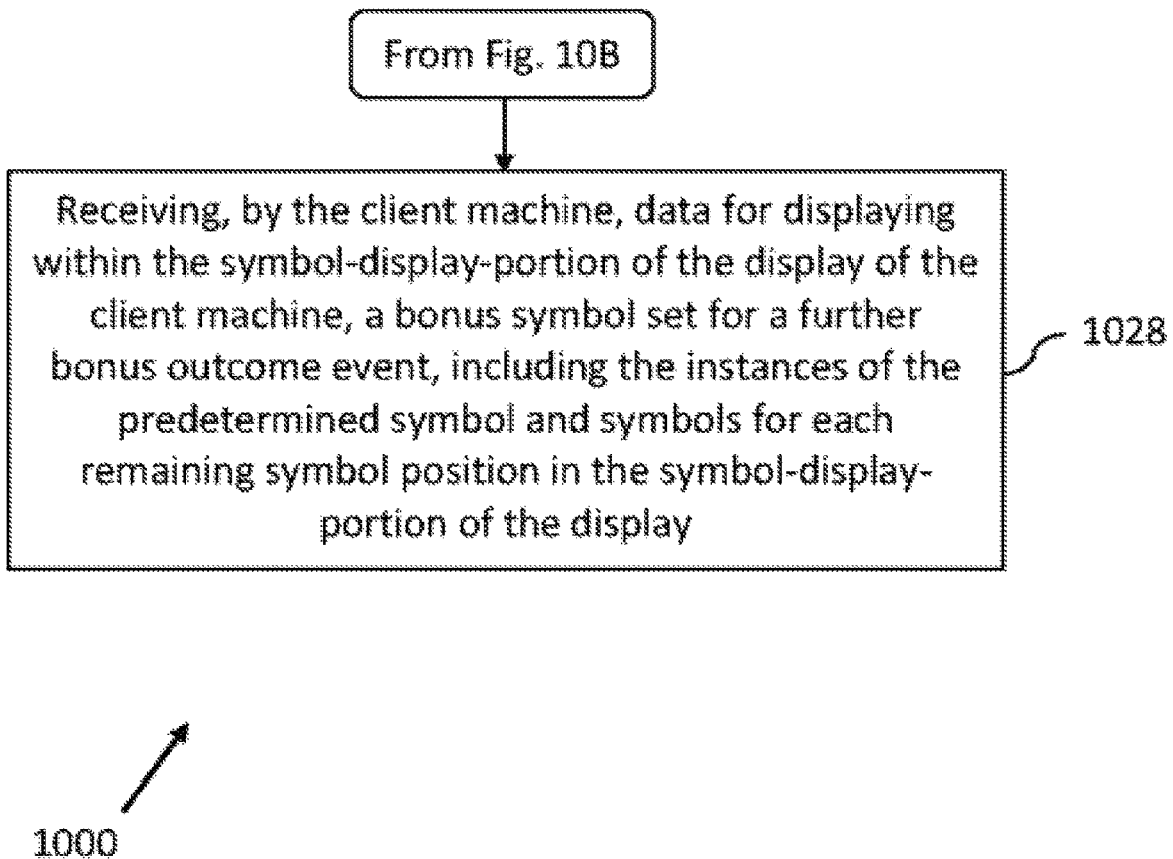 From Fig. 10B
Receiving, by the client machine, data for displaying
within the symbol-display-portion of the display of the
client machine, a bonus symbol set for a further
bonus outcome event, including the instances of the
predetermined symbol and symbols for each
remaining symbol position in the symbol-display-
portion of the display
1028
1000